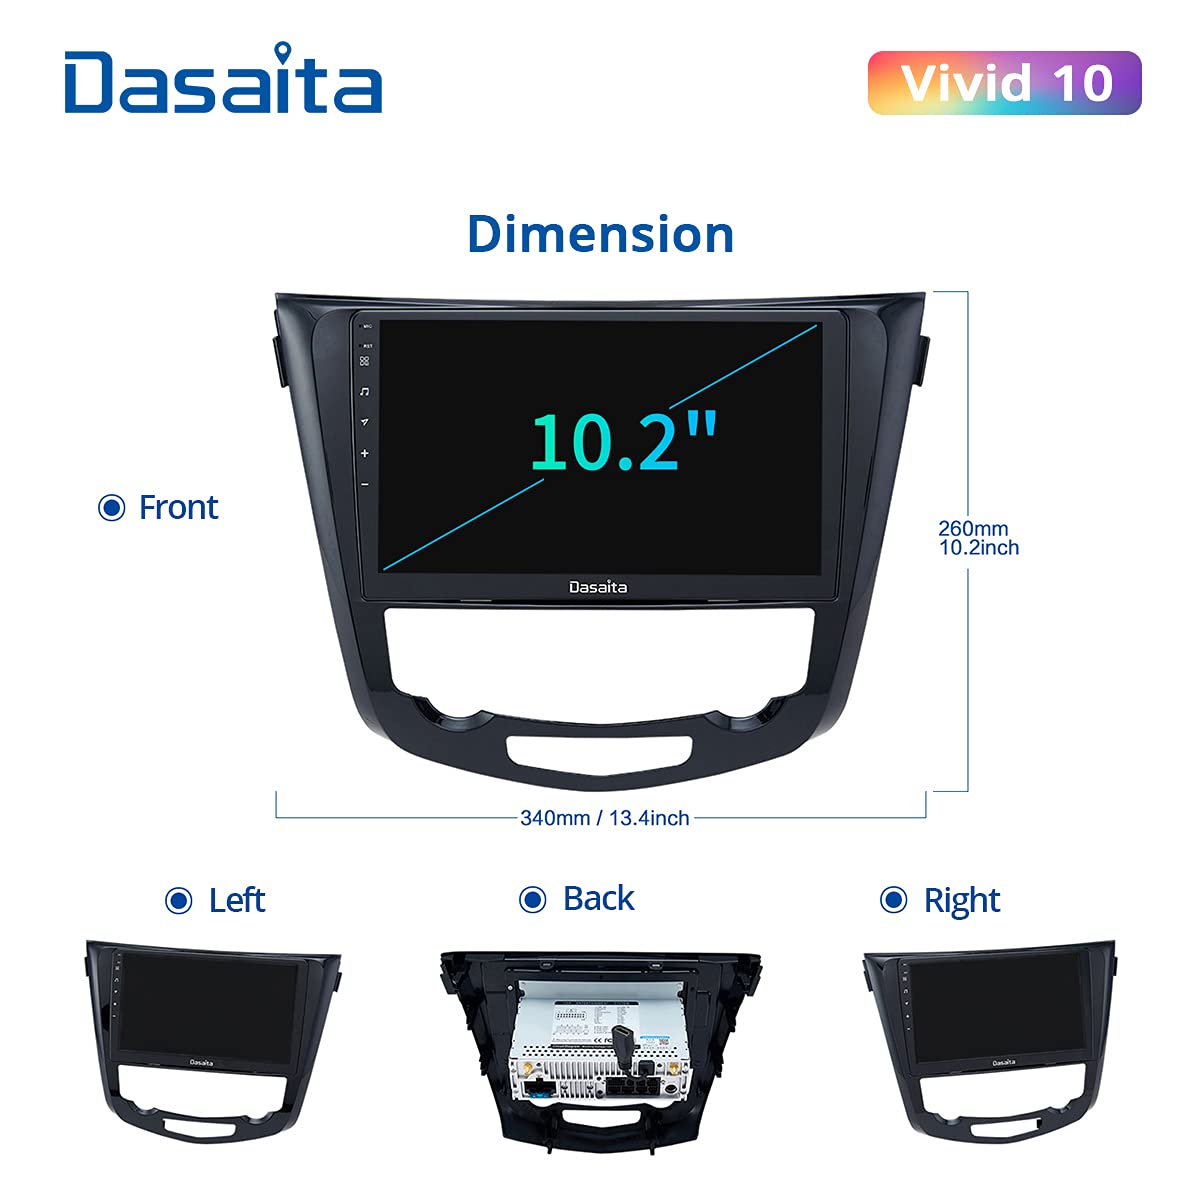 Dasaita
Vivid 10
Dimension
MIC
RST
10.2"
Dasaita
Front
260mm
10.2inch
340mm / 13.4inch
Left
Back
Right
Dasaita
Dasaita